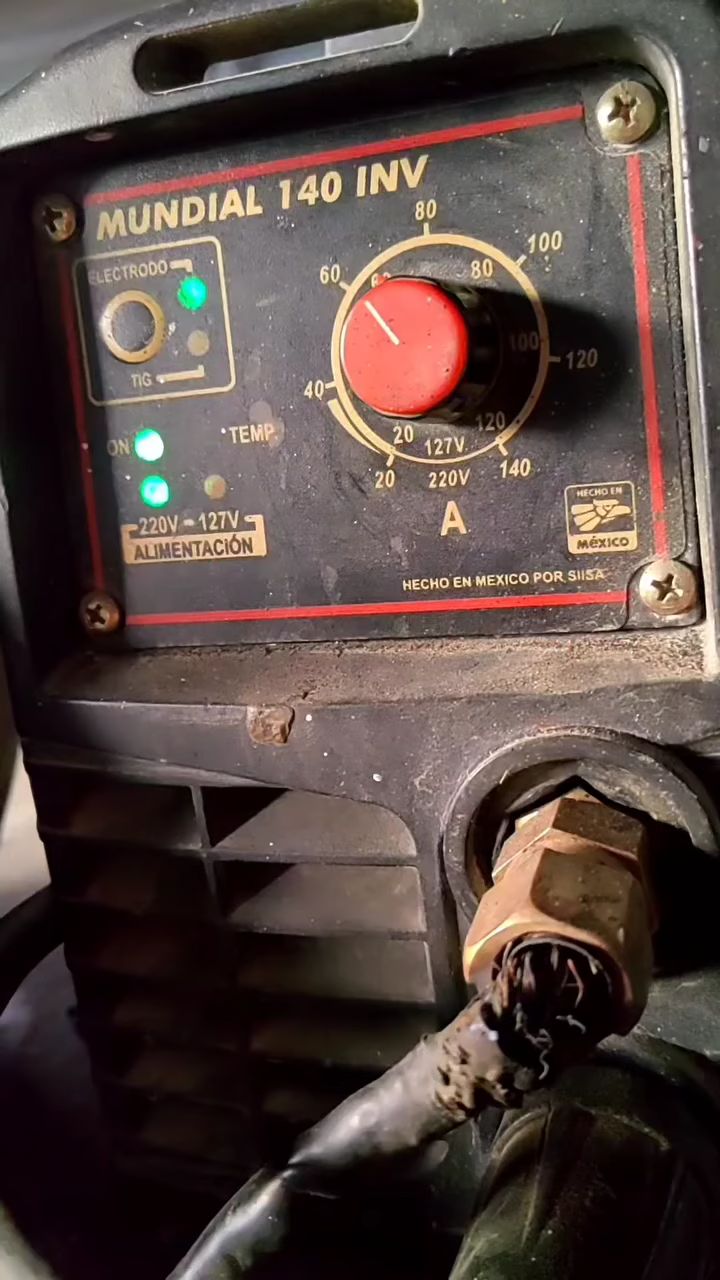 MUNDIAL 140 INV
ELECTRODO
TIG
ON
TEMP.
220V - 127V
ALIMENTACIÓN
20
40
60
80
100
120
140
220V
20
80
100
120
127V
A
HECHO EN
MÉXICO
HECHO EN MEXICO POR SIISA